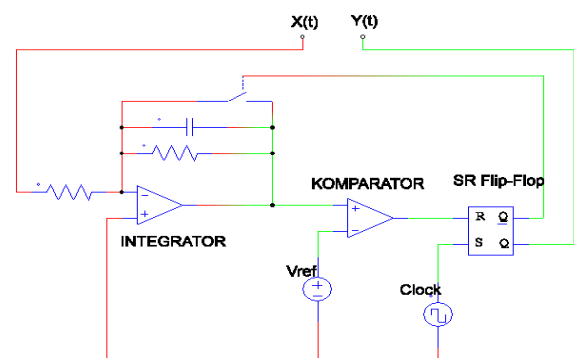 X(t) Y(t)
KOMPARATOR
SR Flip-Flop
INTEGRATOR
R Q
S Q
Vref
Clock